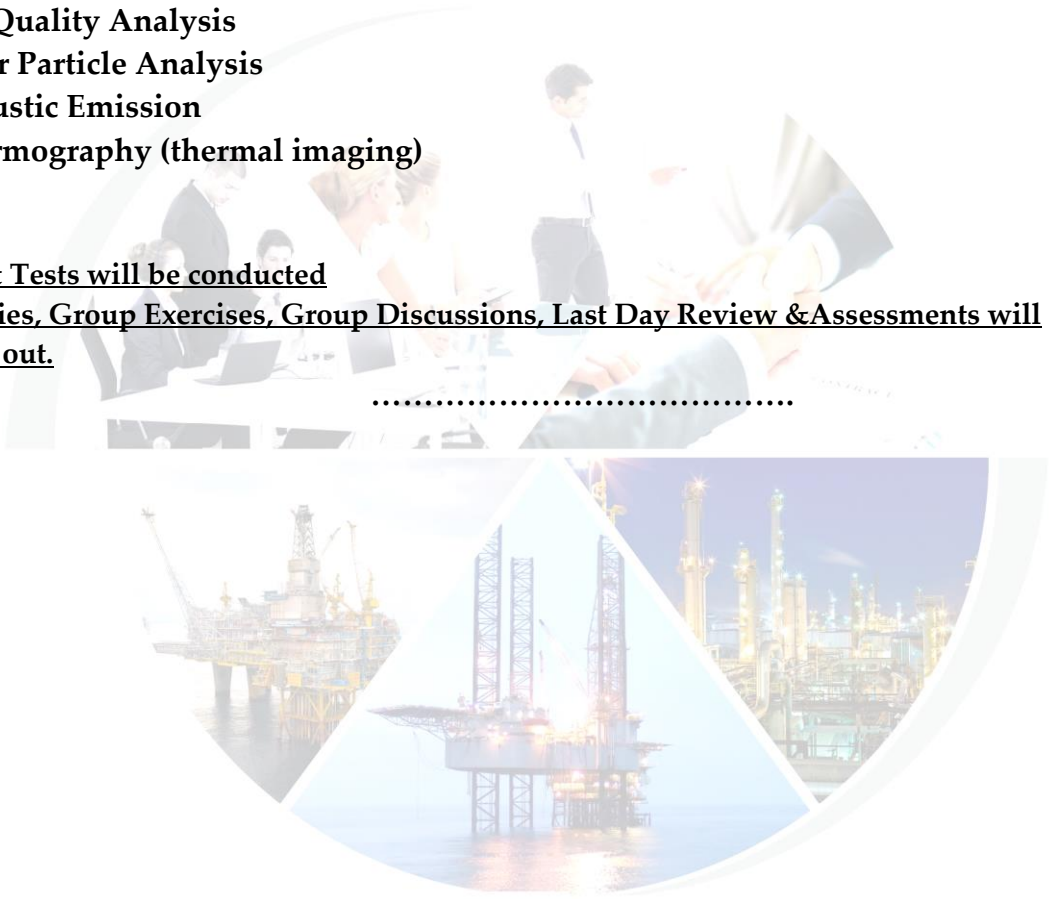 Quality Analysis
r Particle Analysis
ustic Emission
rmography (thermal imaging)
t Tests will be conducted
ies, Group Exercises, Group Discussions, Last Day Review &Assessments will
out.
…………………………………….
CONTRACT